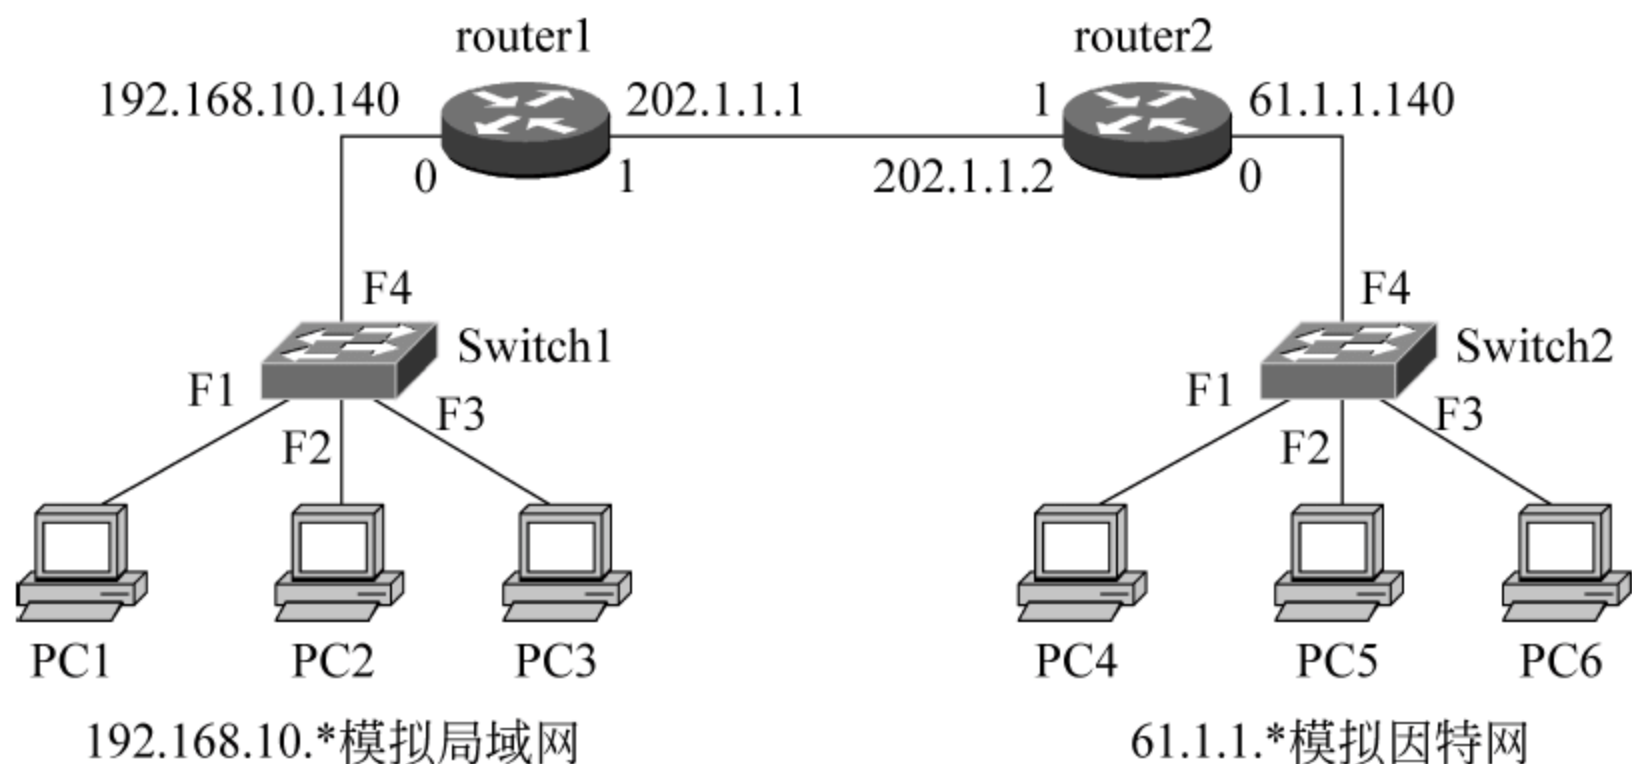 router1
router2
192.168.10.140
202.1.1.1
1
61.1.1.140
0
1
202.1.1.2
0
F4
F4
Switch1
Switch2
F1
F2
F3
F1
F2
F3
PC1
PC2
PC3
PC4
PC5
PC6
192.168.10.*模拟局域网
61.1.1.*模拟因特网